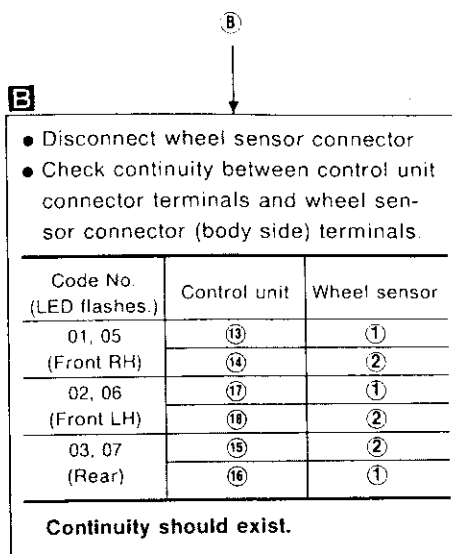 Ⓑ
B
● Disconnect wheel sensor connector
● Check continuity between control unit
connector terminals and wheel sen-
sor connector (body side) terminals.
Code No.
(LED flashes.) Control unit Wheel sensor
01, 05
(Front RH)
⑬ ①
⑭ ②
02, 06
(Front LH)
⑰ ①
⑱ ②
03, 07
(Rear)
⑮ ②
⑯ ①
Continuity should exist.